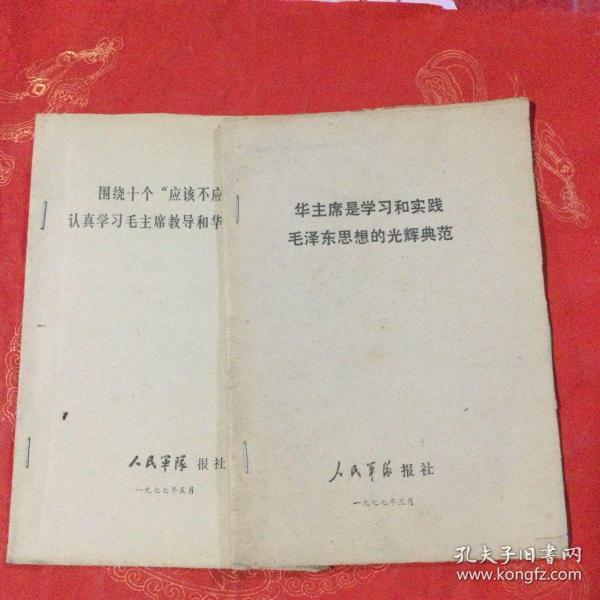 围绕十个“应该不应
认真学习毛主席教导和华
人民军队 报社
一九七七年五月
华主席是学习和实践
毛泽东思想的光辉典范
人民军队 报社
一九七七年三月
孔夫子旧书网
www.kongfz.com